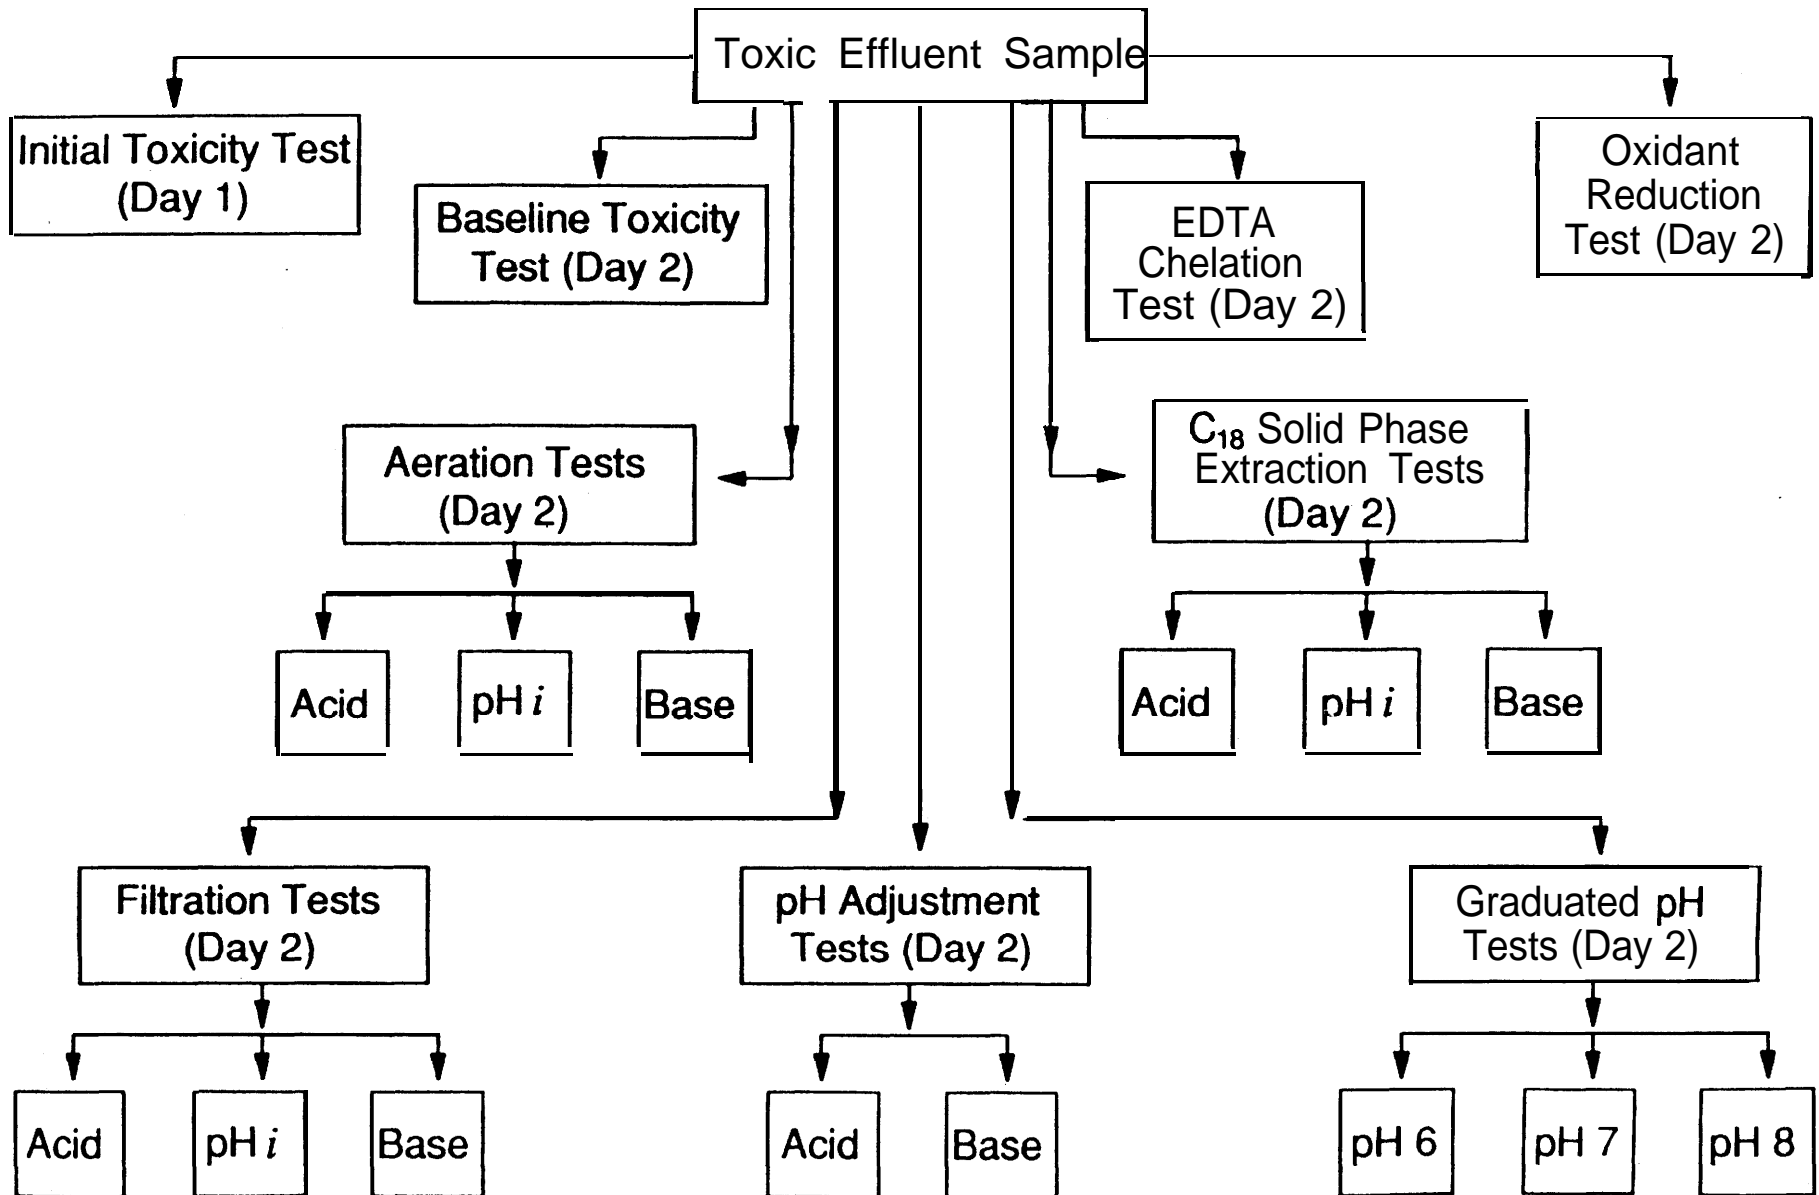 Toxic Effluent Sample
Initial Toxicity Test
(Day 1)
Baseline Toxicity
Test (Day 2)
EDTA
Chelation
Test (Day 2)
Oxidant
Reduction
Test (Day 2)
Aeration Tests
(Day 2)
C₁₈ Solid Phase
Extraction Tests
(Day 2)
Acid
pH i
Base
Acid
pH i
Base
Filtration Tests
(Day 2)
pH Adjustment
Tests (Day 2)
Graduated pH
Tests (Day 2)
Acid
pH i
Base
Acid
Base
pH 6
pH 7
pH 8